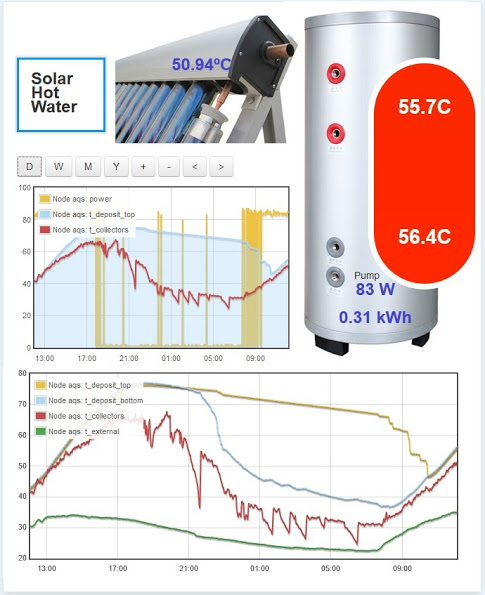 50.94ºC
Solar
Hot
Water
55.7C
56.4C
Pump
83 W
0.31 kWh
D W M Y + - < >
100
80
60
40
20
0
Node aqs: power
Node aqs: t_deposit_top
Node aqs: t_collectors
13:00 17:00 21:00 01:00 05:00 09:00
80
70
60
50
40
30
20
Node aqs: t_deposit_top
Node aqs: t_deposit_bottom
Node aqs: t_collectors
Node aqs: t_external
13:00 17:00 21:00 01:00 05:00 09:00